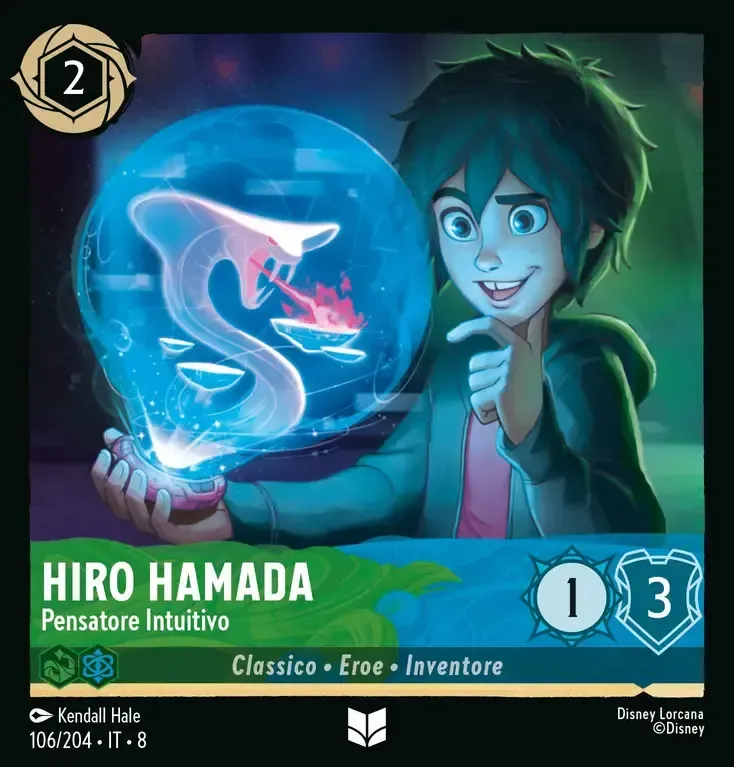 2
HIRO HAMADA
Pensatore Intuitivo
1
3
Classico • Eroe • Inventore
Kendall Hale
106/204 • IT • 8
Disney Lorcana
©Disney